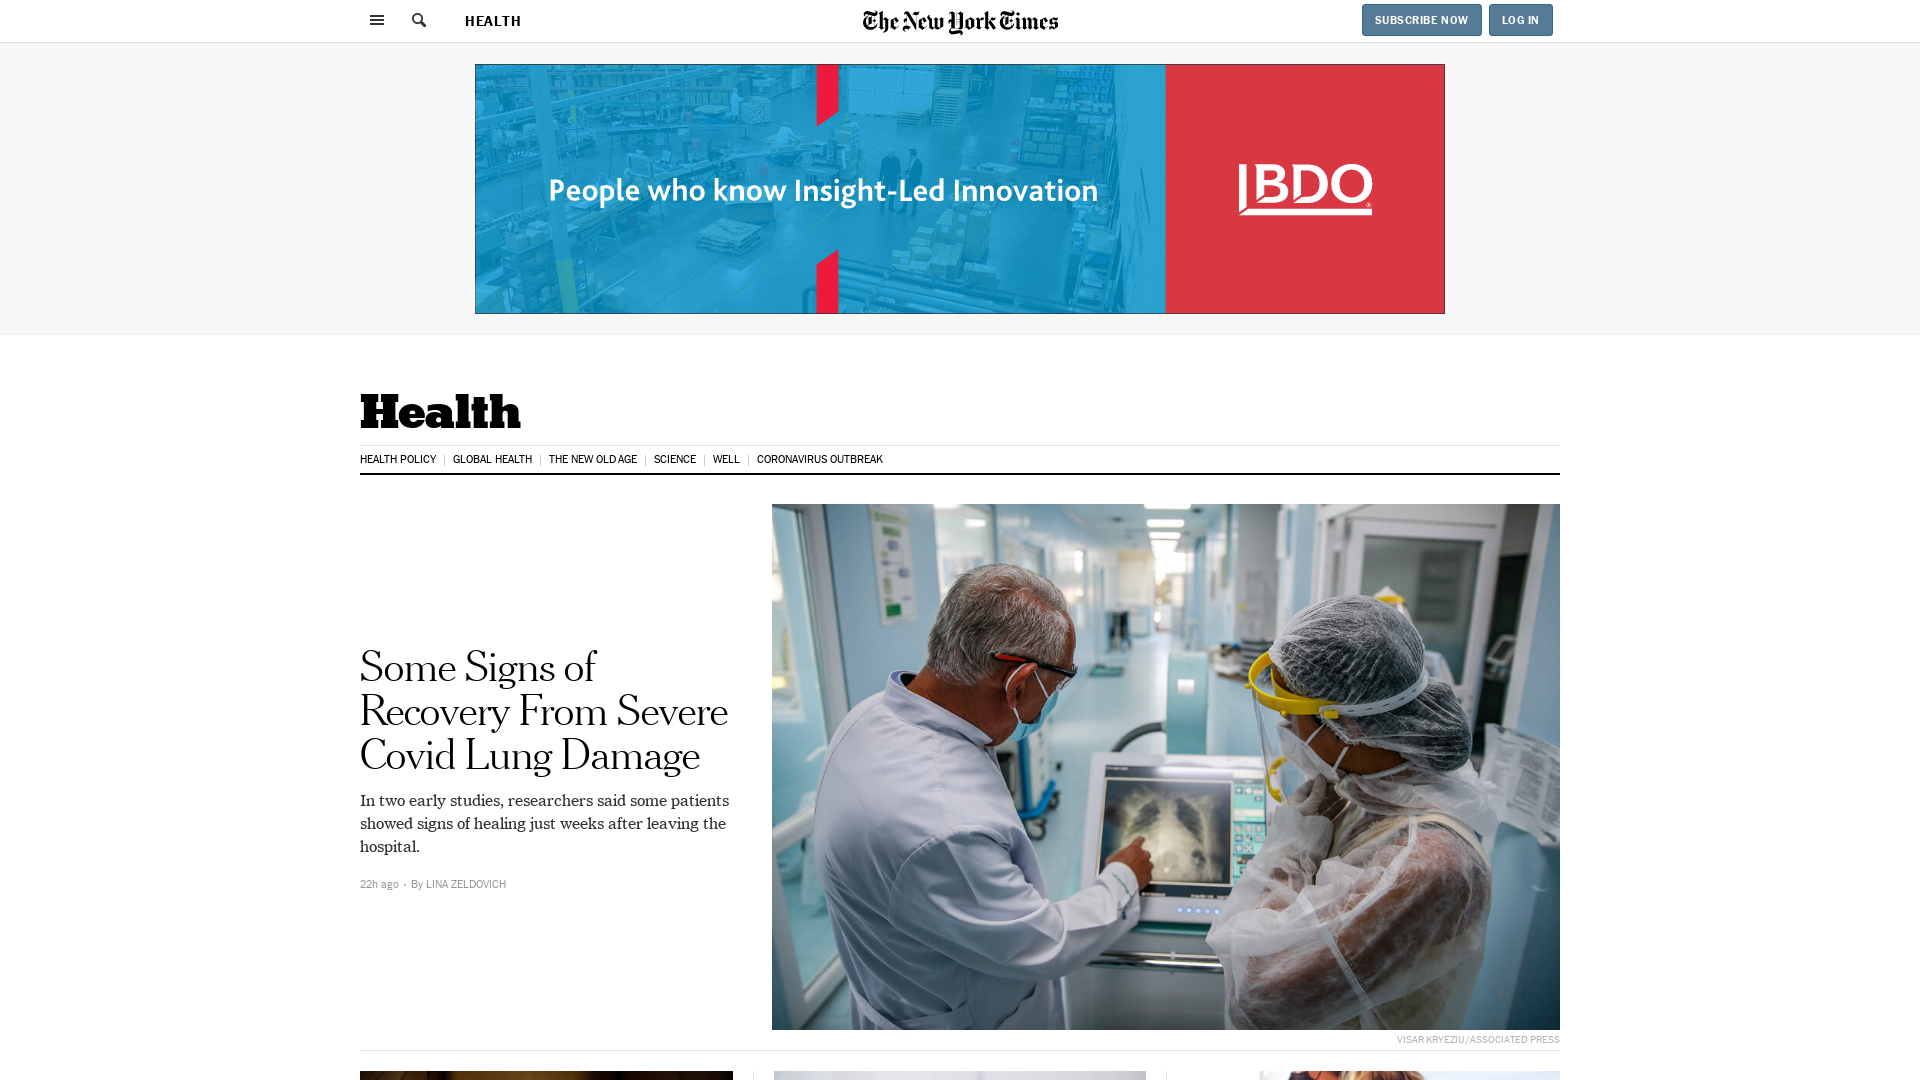 HEALTH
The New York Times
SUBSCRIBE NOW
LOG IN
People who know Insight-Led Innovation
BDO
Health
HEALTH POLICY
GLOBAL HEALTH
THE NEW OLD AGE
SCIENCE
WELL
CORONAVIRUS OUTBREAK
Some Signs of
Recovery From Severe
Covid Lung Damage
In two early studies, researchers said some patients
showed signs of healing just weeks after leaving the
hospital.
22h ago · By LINA ZELDOVICH
VISAR KRYEZIU/ASSOCIATED PRESS